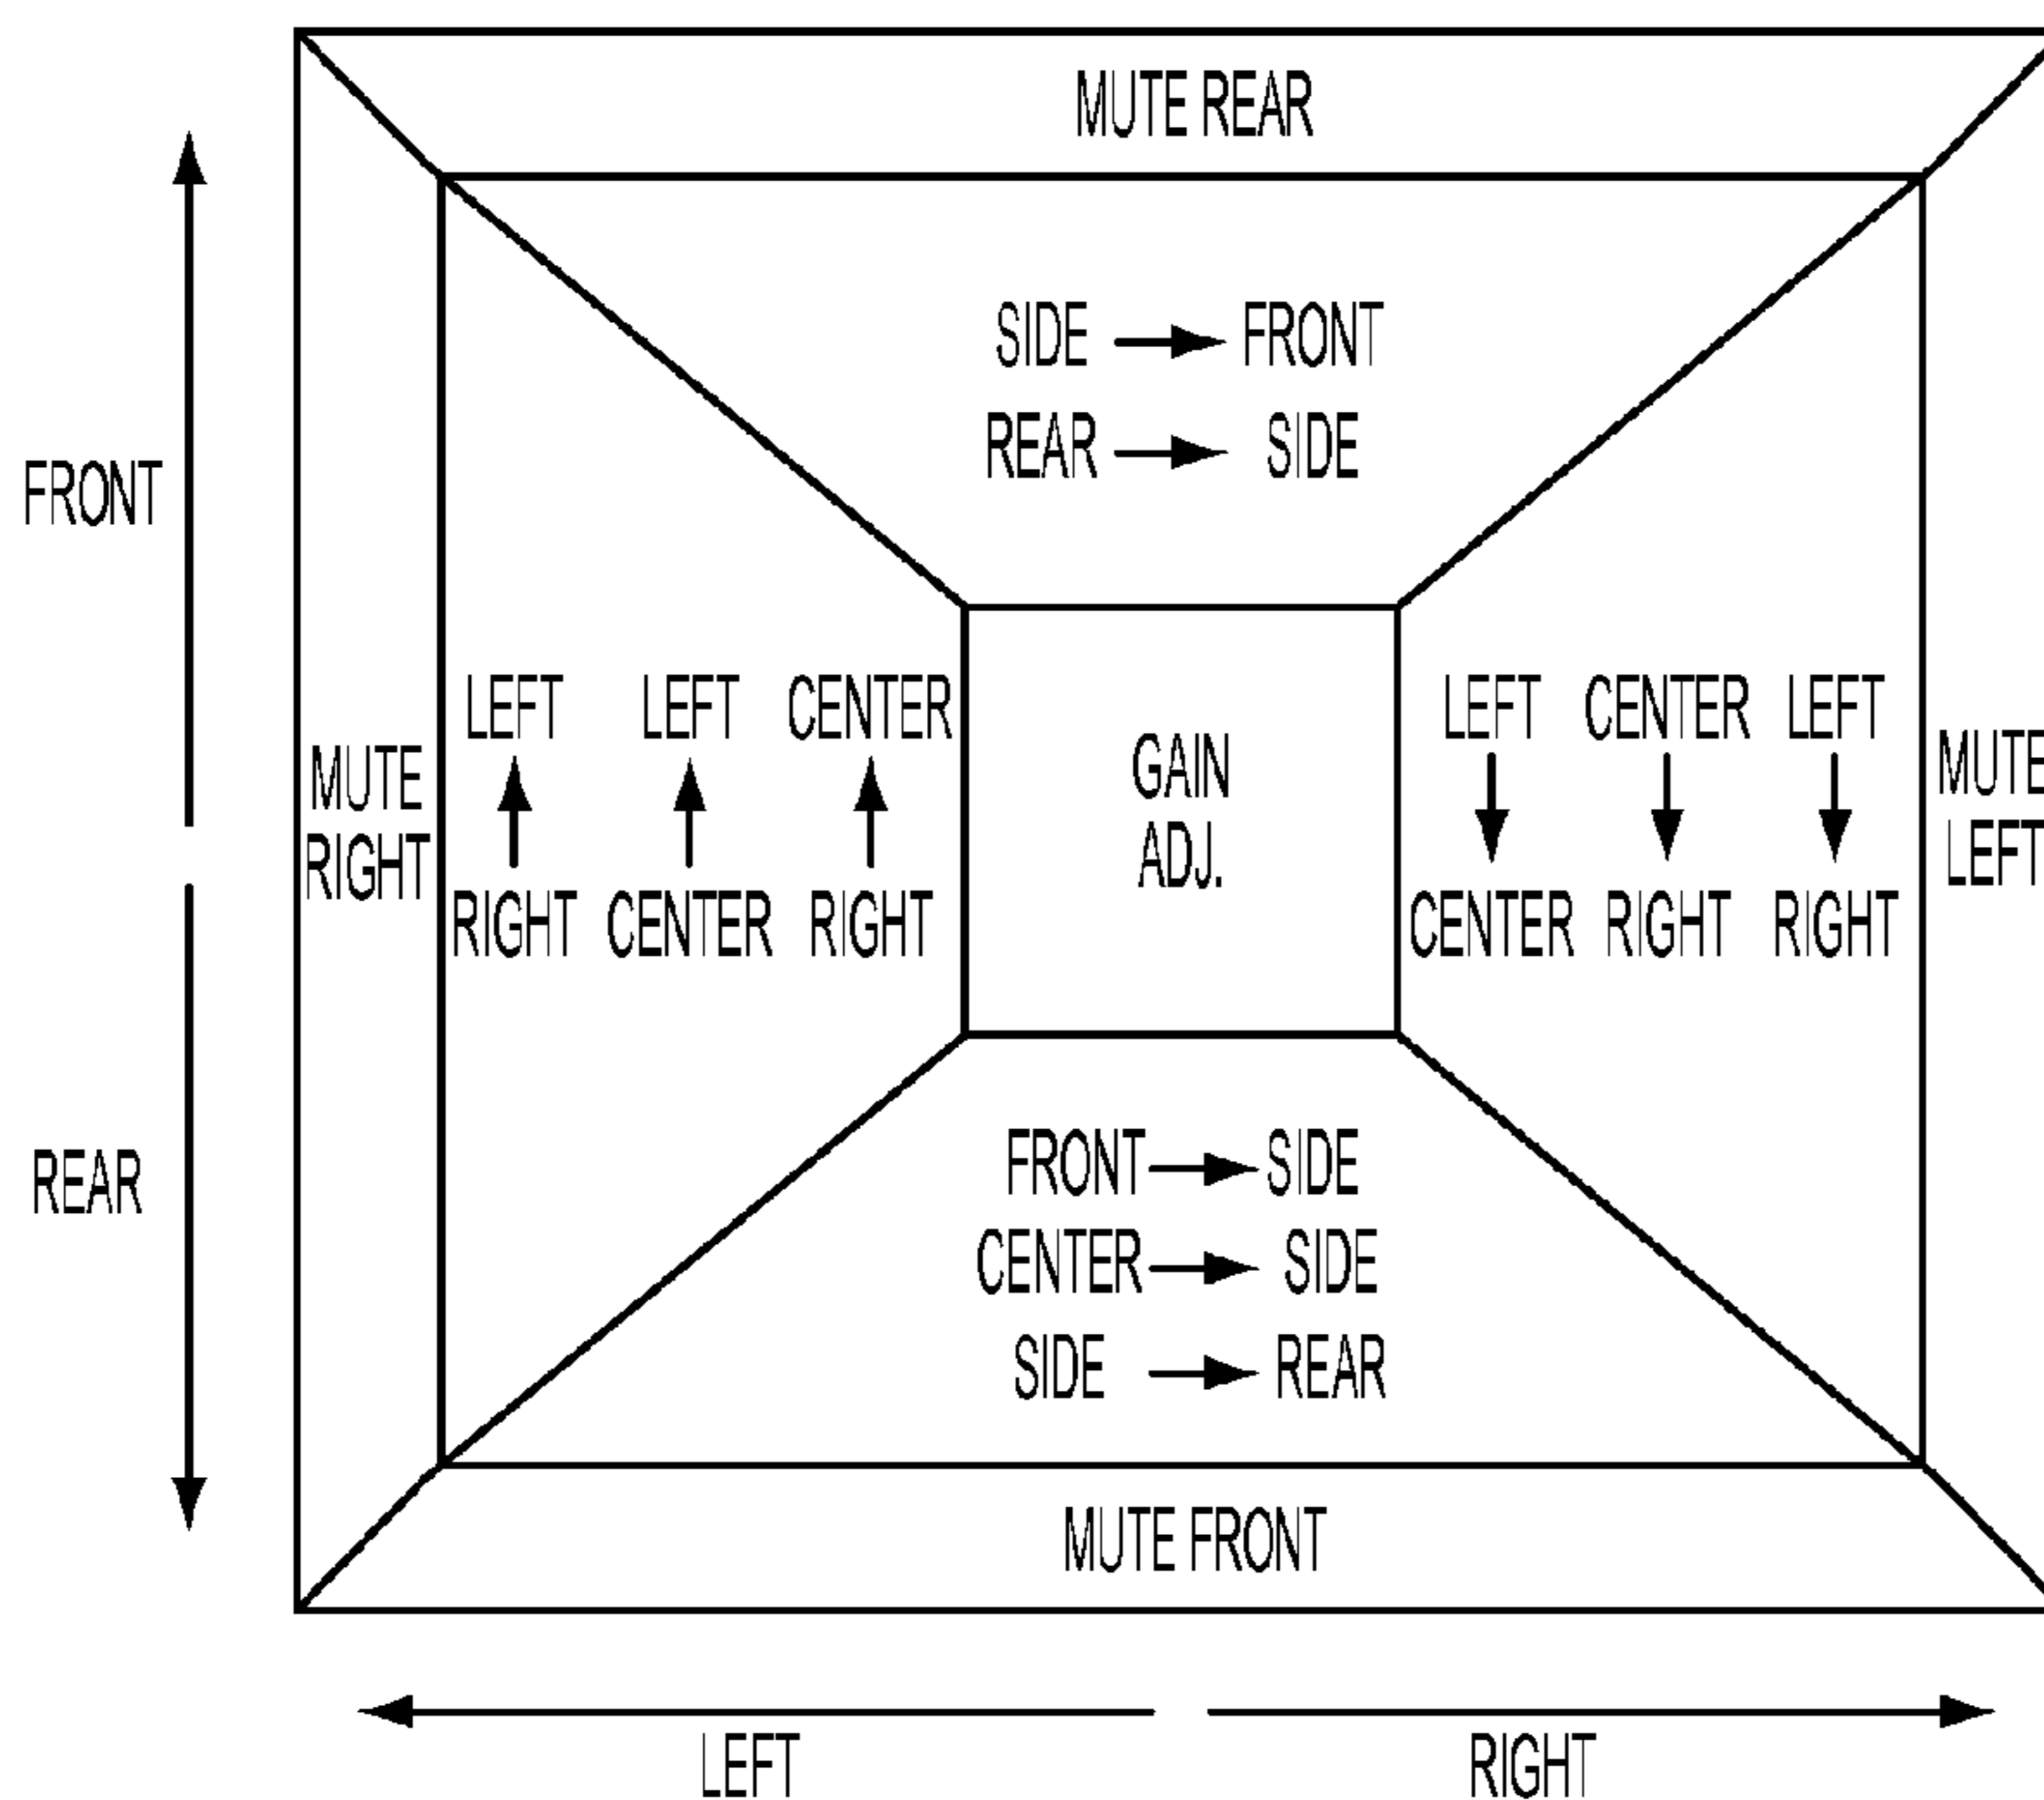 MUTE REAR
SIDE → FRONT
REAR → SIDE
FRONT
MUTE
RIGHT
LEFT LEFT CENTER
RIGHT CENTER RIGHT
GAIN
ADJ.
LEFT CENTER LEFT
CENTER RIGHT RIGHT
MUTE
LEFT
REAR
FRONT → SIDE
CENTER → SIDE
SIDE → REAR
MUTE FRONT
LEFT
RIGHT